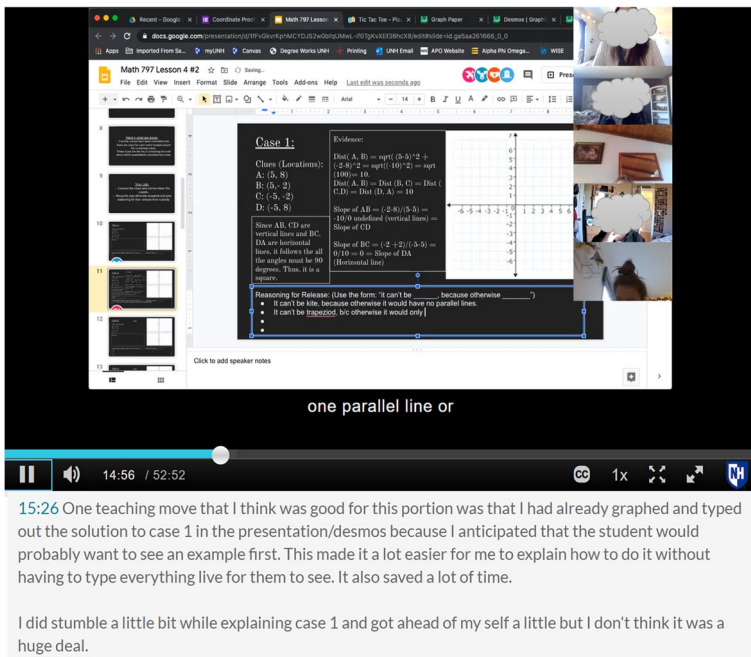 Recent - Google
Coordinate Proof
Math 797 Lesson
Tic Tac Toe - Pla
Graph Paper
Desmos | Graph
docs.google.com/presentation/d/
Apps Imported From Sa... myUNH Canvas Degree Works UNH Printing UNH Email APO Website Alpha Phi Omega... WISE
Math 797 Lesson 4 #2 Saving...
File Edit View Insert Format Slide Arrange Tools Add-ons Help Last edit was seconds ago
Arial - 14 + B I U A
8
9
10
11
12
13
Case 1:
Clues (Locations):
A: (5, 8)
B: (5,- 2)
C: (-5, -2)
D: (-5, 8)
Since AB, CD are
vertical lines and BC,
DA are horizontal
lines, it follows the all
the angles must be 90
degrees. Thus, it is a
square.
Evidence:
Dist( A, B) = sqrt( (5-5)^2 +
(-2-8)^2 = sqrt((-10)^2) = sqrt
(100)= 10.
Dist( A, B) = Dist (B, C) = Dist (
C,D) = Dist (D, A) = 10
Slope of AB = (-2-8)/(5-5) =
-10/0 undefined (vertical lines) =
Slope of CD
Slope of BC = (-2 +2)/(-5-5) =
0/10 = 0 = Slope of DA
(Horizontal line)
Reasoning for Release: (Use the form: "it can't be ______, because otherwise ______")
● It can't be kite, because otherwise it would have no parallel lines.
● It can't be trapeziod, b/c otherwise it would only
Click to add speaker notes
one parallel line or
14:56 / 52:52
CC 1x NH
15:26 One teaching move that I think was good for this portion was that I had already graphed and typed
out the solution to case 1 in the presentation/desmos because I anticipated that the student would
probably want to see an example first. This made it a lot easier for me to explain how to do it without
having to type everything live for them to see. It also saved a lot of time.
I did stumble a little bit while explaining case 1 and got ahead of my self a little but I don't think it was a
huge deal.